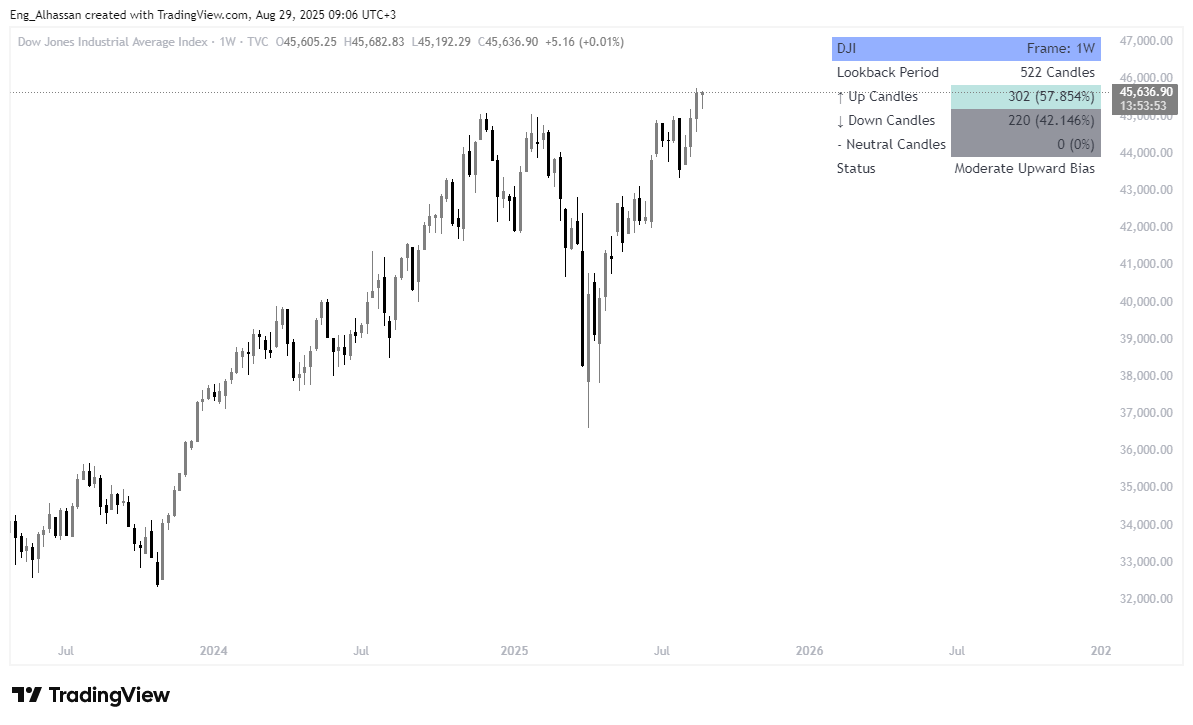 Eng_Alhassan created with TradingView.com, Aug 29, 2025 09:06 UTC+3
Dow Jones Industrial Average Index · 1W · TVC O45,605.25 H45,682.83 L45,192.29 C45,636.90 +5.16 (+0.01%)
DJI Frame: 1W
Lookback Period 522 Candles
↑ Up Candles 302 (57.854%)
↓ Down Candles 220 (42.146%)
- Neutral Candles 0 (0%)
Status Moderate Upward Bias
47,000.00
46,000.00
45,636.90
13:53:53
45,000.00
44,000.00
43,000.00
42,000.00
41,000.00
40,000.00
39,000.00
38,000.00
37,000.00
36,000.00
35,000.00
34,000.00
33,000.00
32,000.00
Jul 2024 Jul 2025 Jul 2026 Jul 202
TradingView